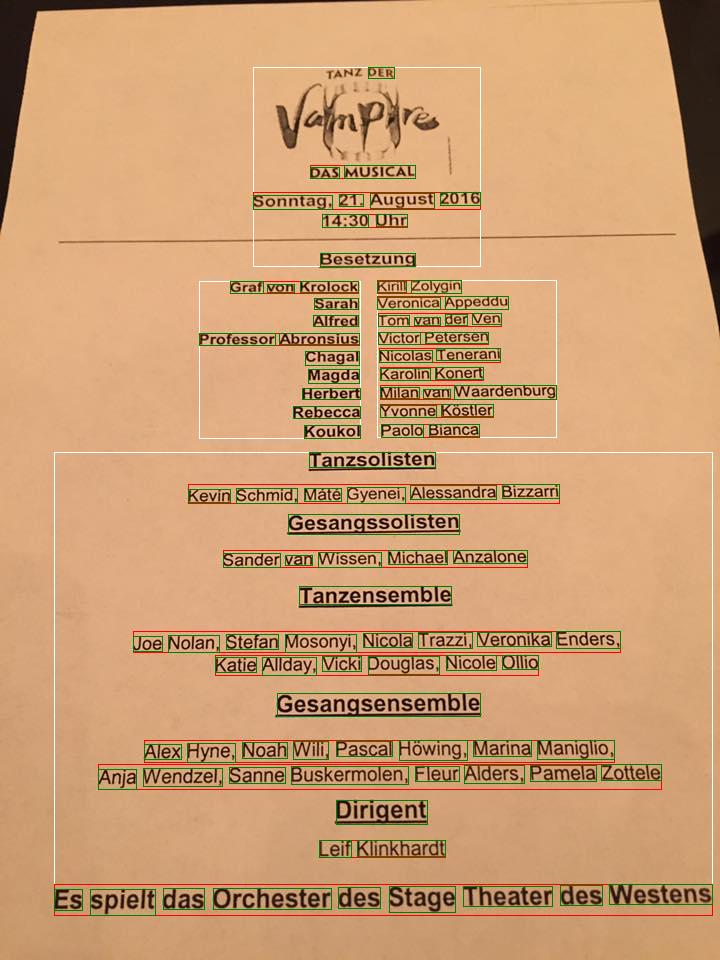 TANZ DER
Vampire
DAS MUSICAL
Sonntag, 21. August 2016
14:30 Uhr
Besetzung
Graf von Krolock Kirill Zolygin
Sarah Veronica Appeddu
Alfred Tom van der Ven
Professor Abronsius Victor Petersen
Chagal Nicolas Tenerani
Magda Karolin Konert
Herbert Milan van Waardenburg
Rebecca Yvonne Köstler
Koukol Paolo Bianca
Tanzsolisten
Kevin Schmid, Máté Gyenei, Alessandra Bizzarri
Gesangssolisten
Sander van Wissen, Michael Anzalone
Tanzensemble
Joe Nolan, Stefan Mosonyi, Nicola Trazzi, Veronika Enders,
Katie Allday, Vicki Douglas, Nicole Ollio
Gesangsensemble
Alex Hyne, Noah Wili, Pascal Höwing, Marina Maniglio,
Anja Wendzel, Sanne Buskermolen, Fleur Alders, Pamela Zottele
Dirigent
Leif Klinkhardt
Es spielt das Orchester des Stage Theater des Westens